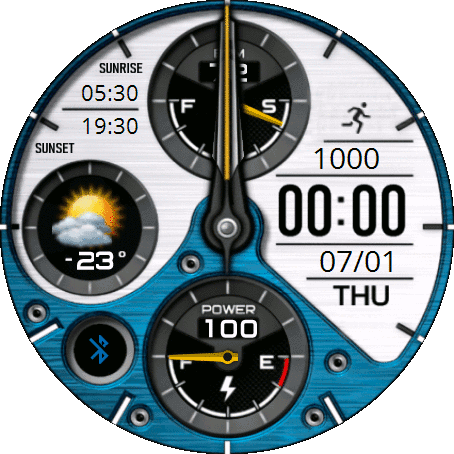 SUNRISE
05:30
19:30
SUNSET
F S
1000
00:00
07/01
THU
-23°
POWER
100
F E